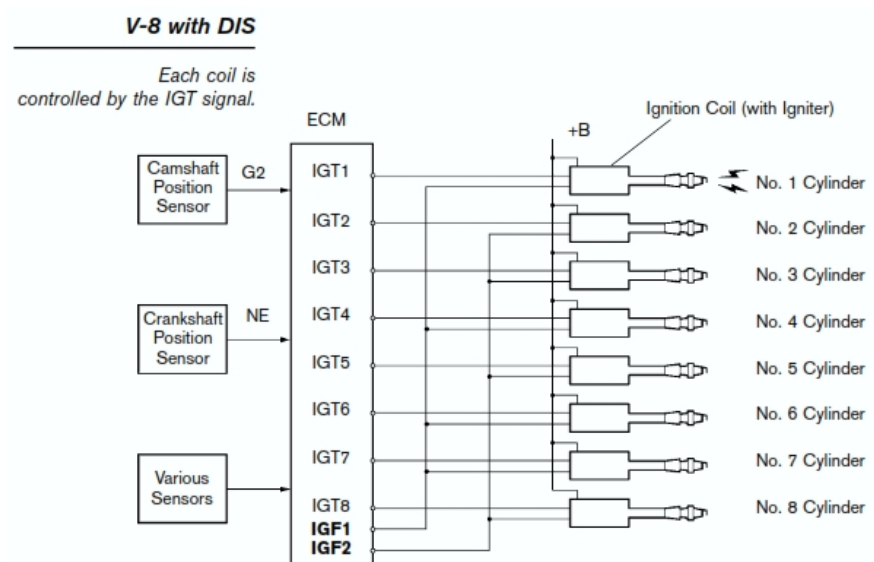 V-8 with DIS
Each coil is
controlled by the IGT signal.
ECM
+B
Ignition Coil (with Igniter)
Camshaft
Position
Sensor
G2
Crankshaft
Position
Sensor
NE
Various
Sensors
IGT1
IGT2
IGT3
IGT4
IGT5
IGT6
IGT7
IGT8
IGF1
IGF2
No. 1 Cylinder
No. 2 Cylinder
No. 3 Cylinder
No. 4 Cylinder
No. 5 Cylinder
No. 6 Cylinder
No. 7 Cylinder
No. 8 Cylinder